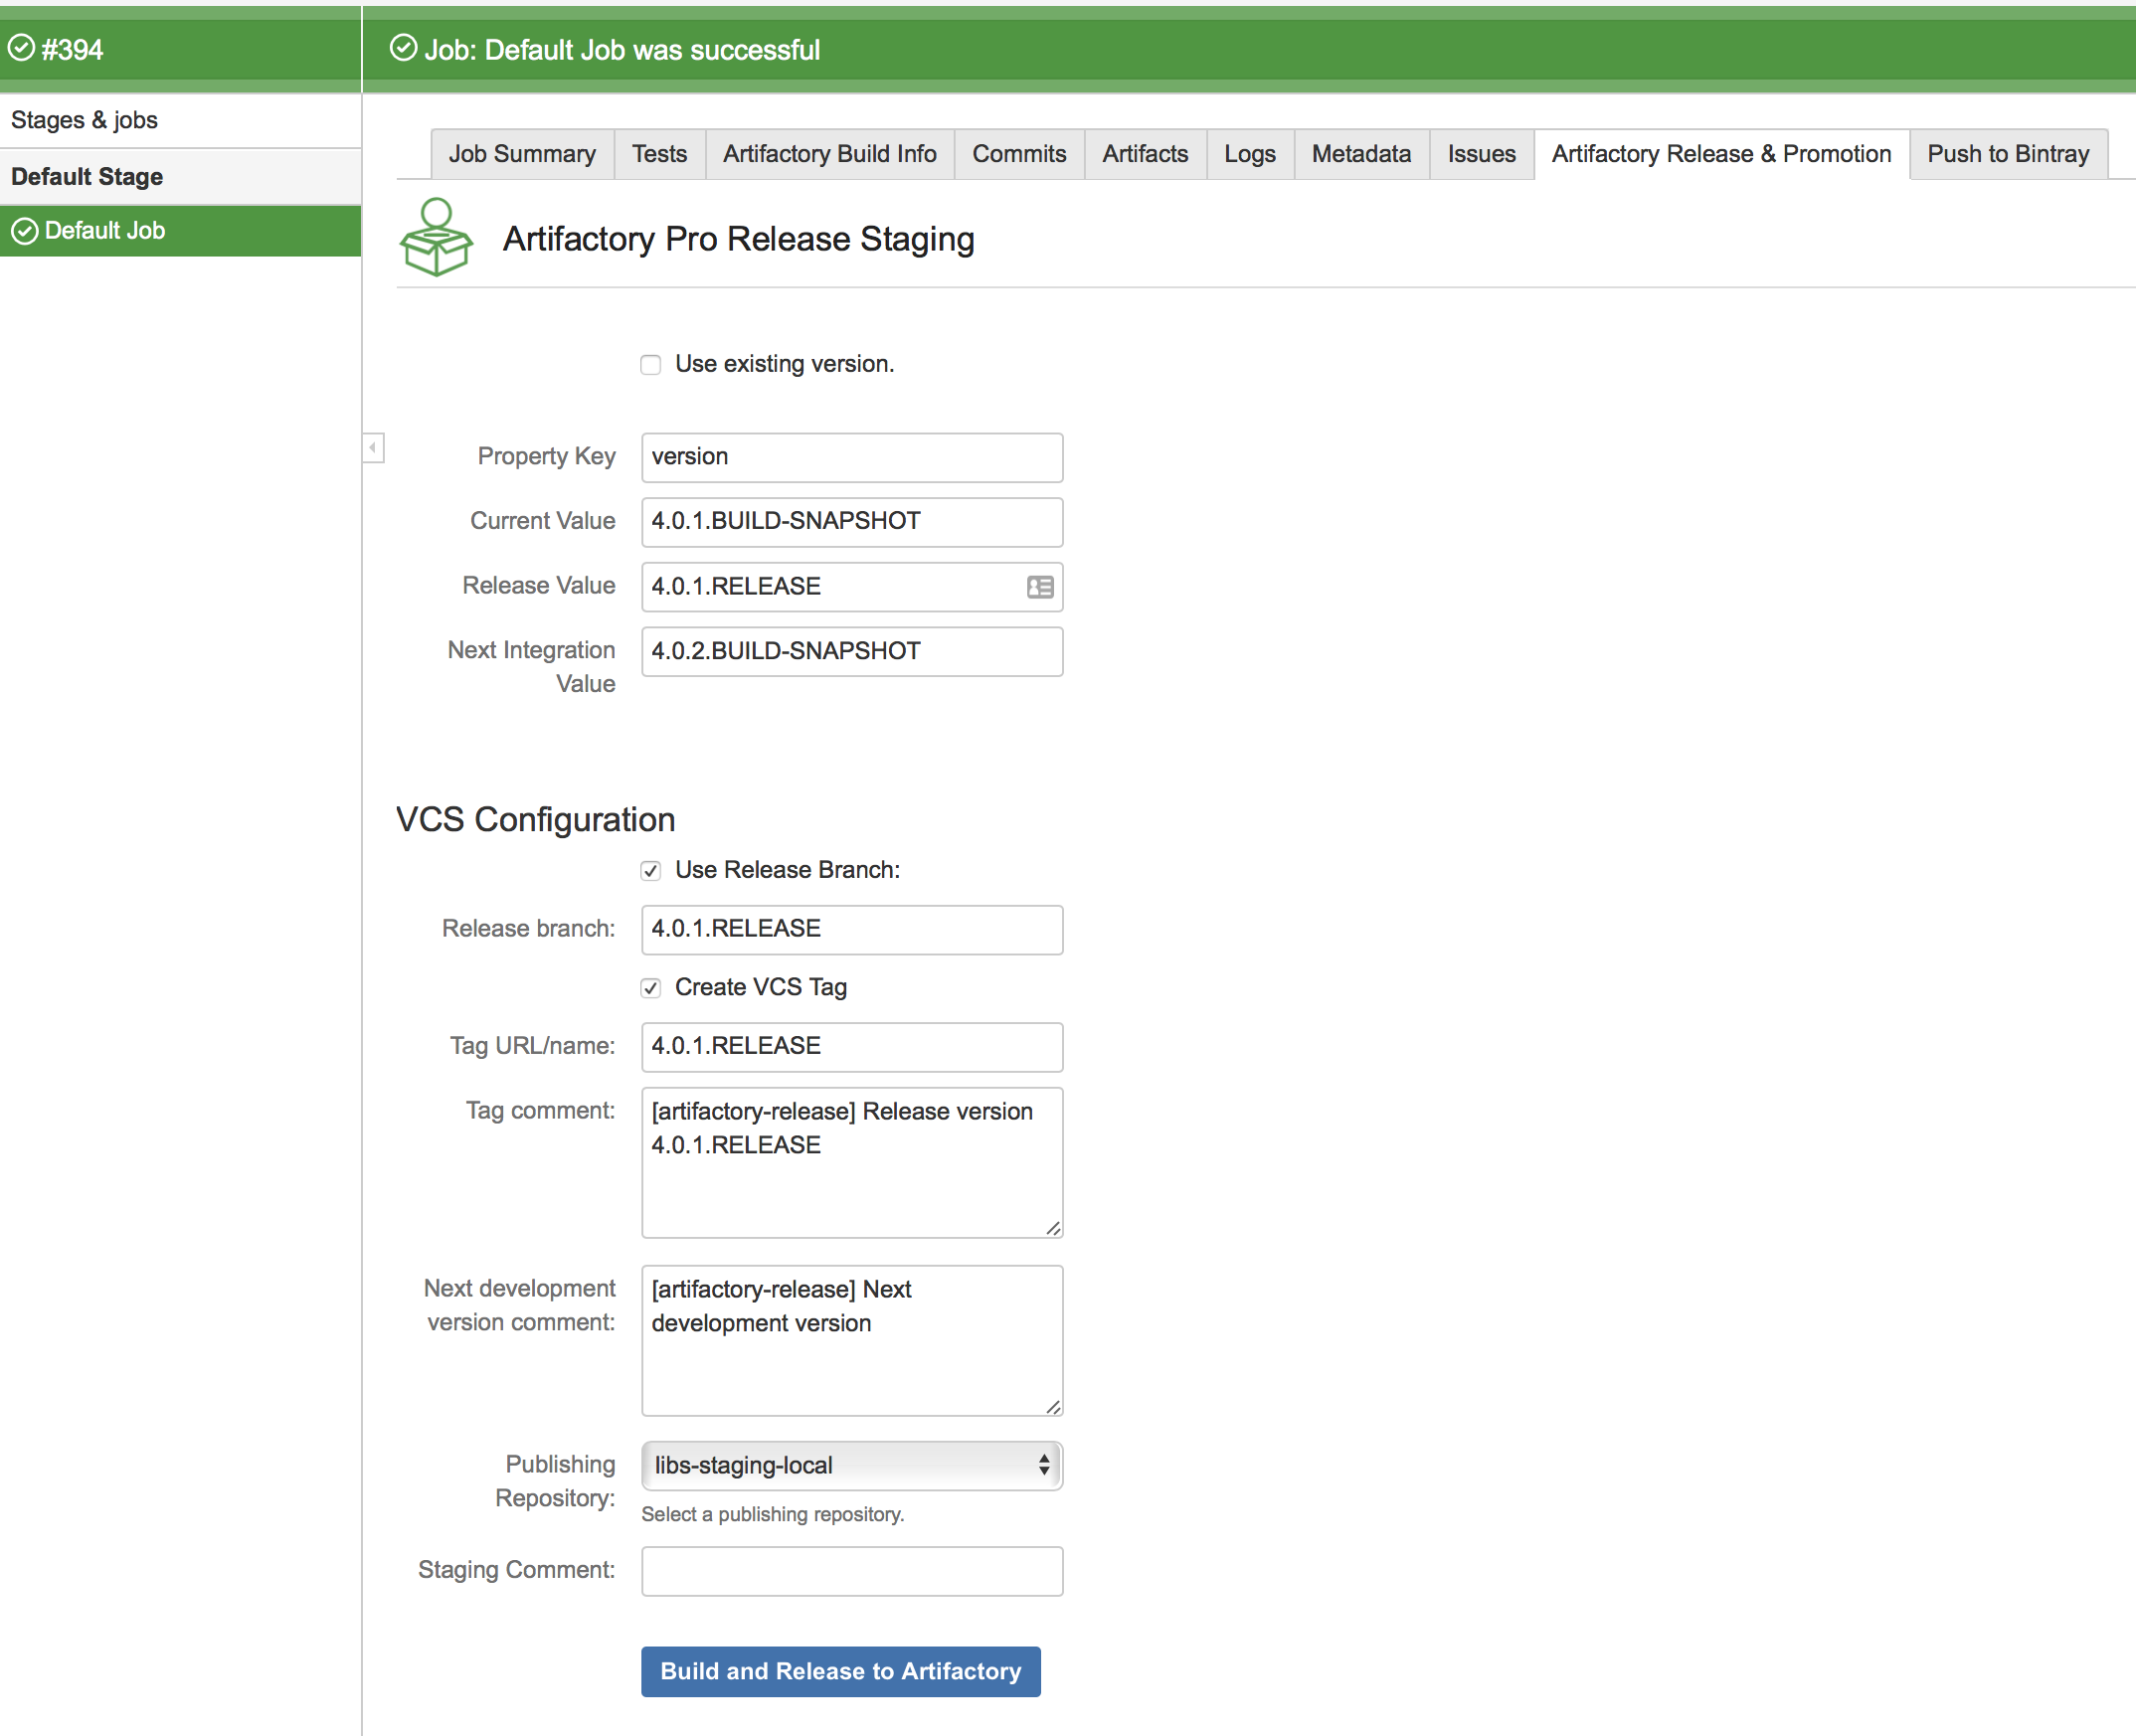 #394
Job: Default Job was successful
Stages & jobs
Default Stage
Default Job
Job Summary Tests Artifactory Build Info Commits Artifacts Logs Metadata Issues Artifactory Release & Promotion Push to Bintray
Artifactory Pro Release Staging
Use existing version.
Property Key version
Current Value 4.0.1.BUILD-SNAPSHOT
Release Value 4.0.1.RELEASE
Next Integration 4.0.2.BUILD-SNAPSHOT
Value
VCS Configuration
Use Release Branch:
Release branch: 4.0.1.RELEASE
Create VCS Tag
Tag URL/name: 4.0.1.RELEASE
Tag comment: [artifactory-release] Release version
4.0.1.RELEASE
Next development [artifactory-release] Next
version comment: development version
Publishing libs-staging-local
Repository:
Select a publishing repository.
Staging Comment:
Build and Release to Artifactory